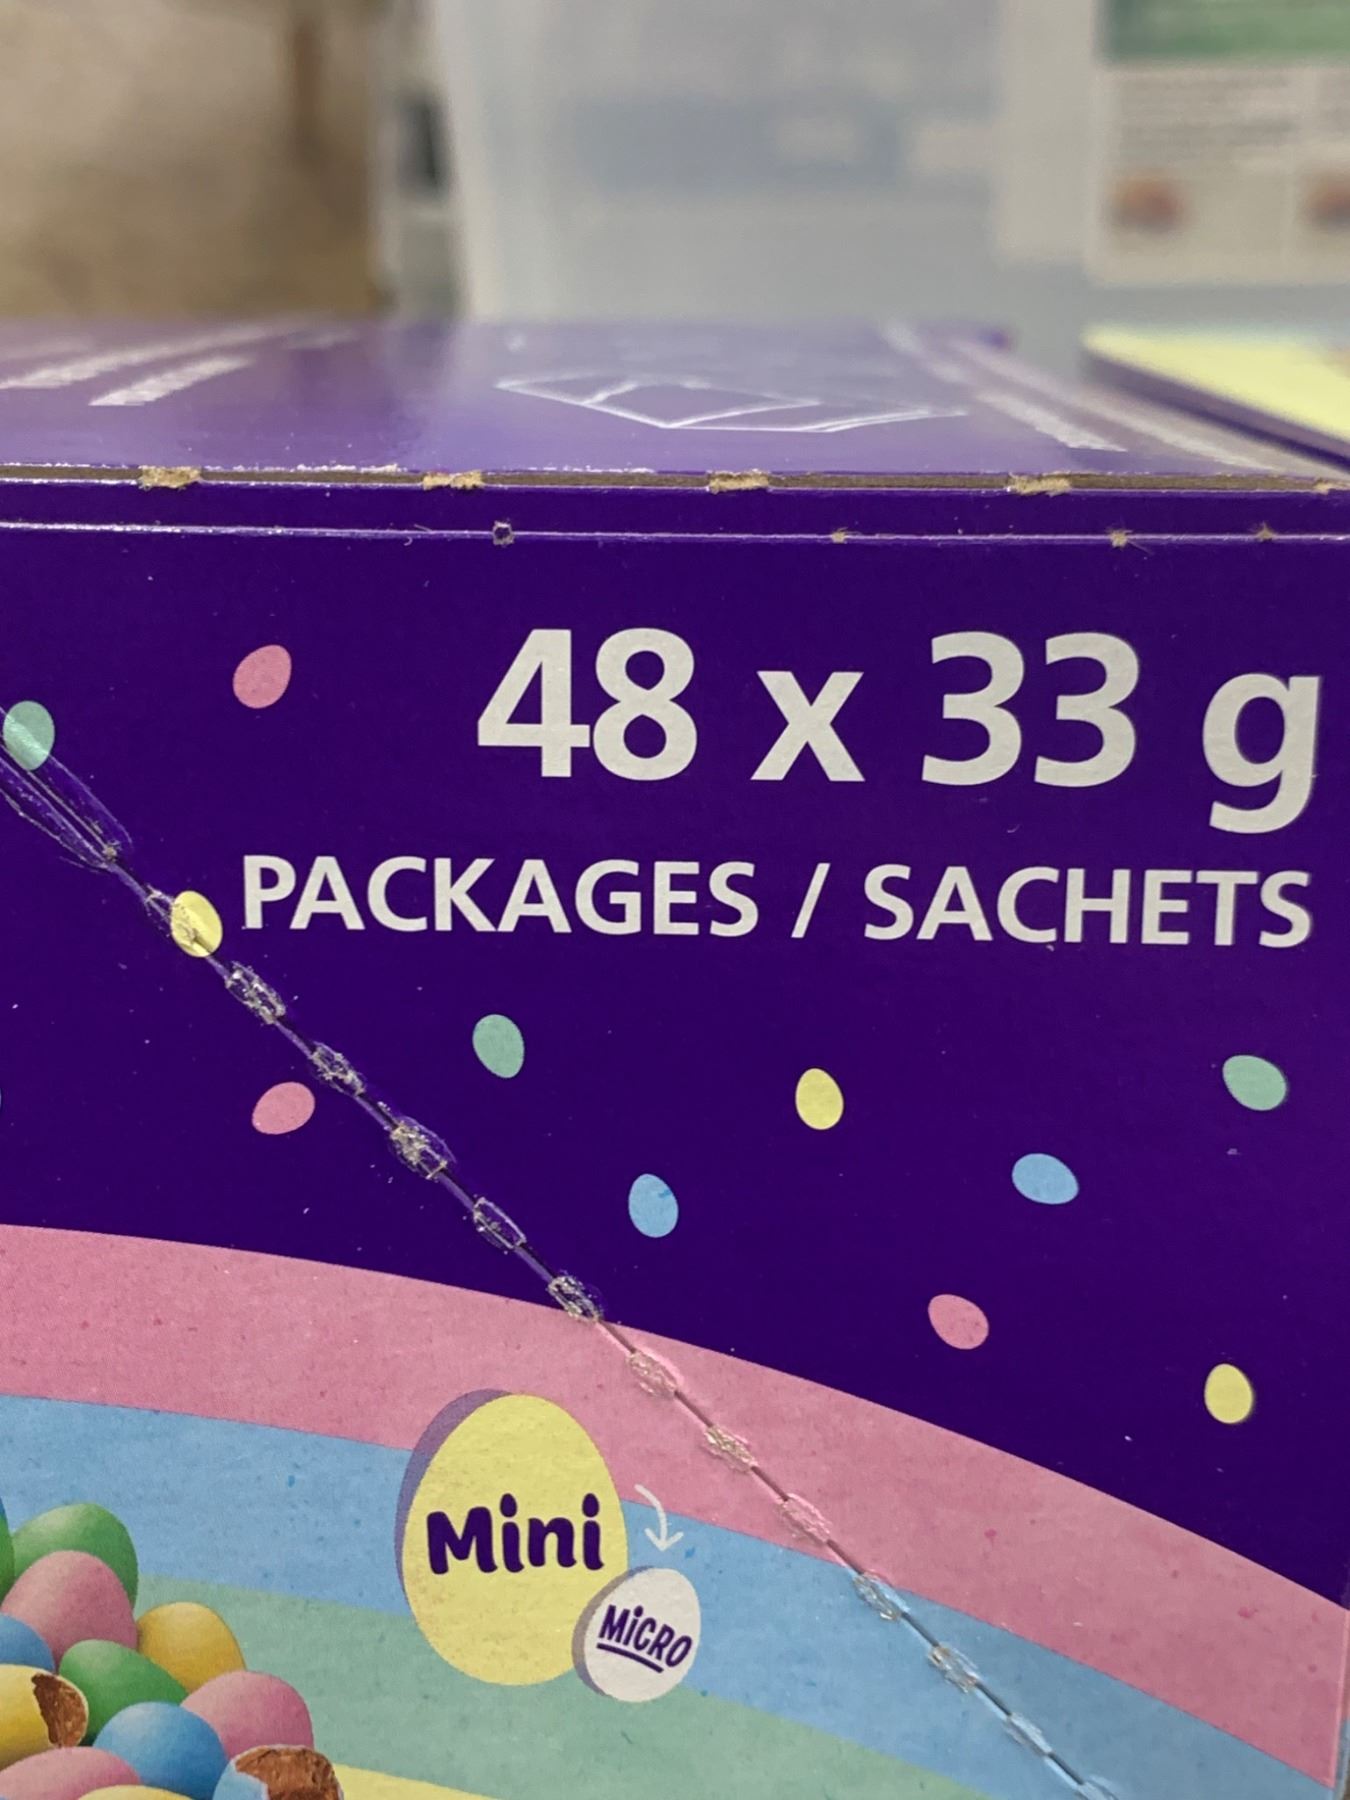 48 x 33 g
PACKAGES / SACHETS
Mini
MiCRO